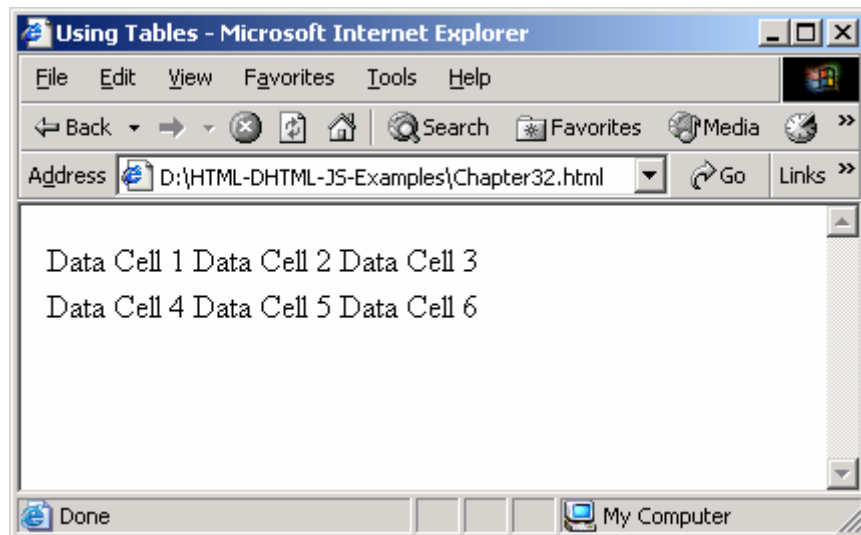 Using Tables - Microsoft Internet Explorer
File Edit View Favorites Tools Help
Back Search Favorites Media »
Address D:\HTML-DHTML-JS-Examples\Chapter32.html Go Links »
Data Cell 1 Data Cell 2 Data Cell 3
Data Cell 4 Data Cell 5 Data Cell 6
Done My Computer